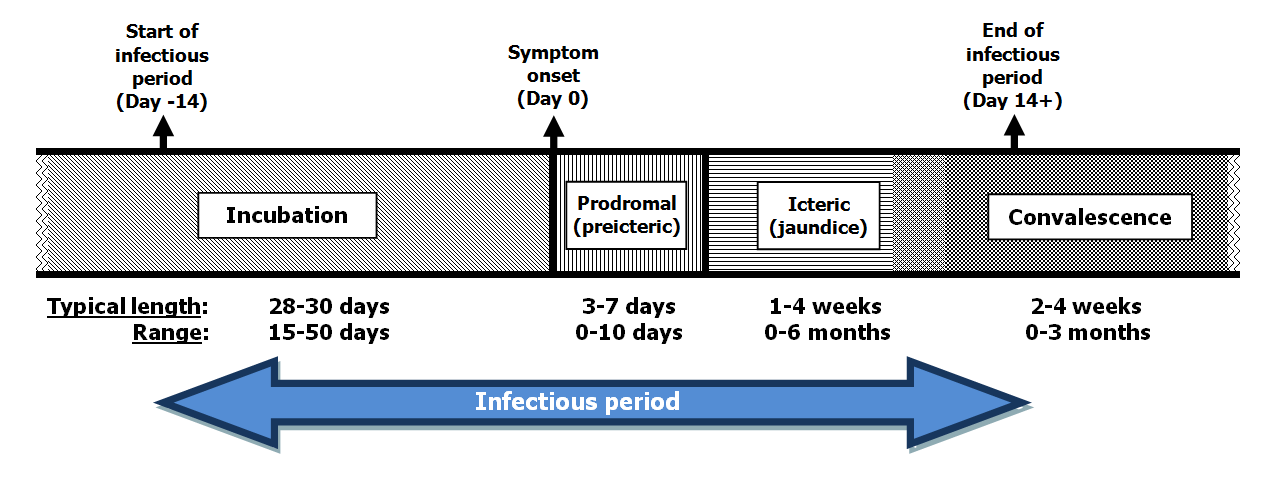 Start of
infectious
period
(Day -14)
Symptom
onset
(Day 0)
End of
infectious
period
(Day 14+)
Incubation
Prodromal
(preicteric)
Icteric
(jaundice)
Convalescence
Typical length: 28-30 days 3-7 days 1-4 weeks 2-4 weeks
Range: 15-50 days 0-10 days 0-6 months 0-3 months
Infectious period